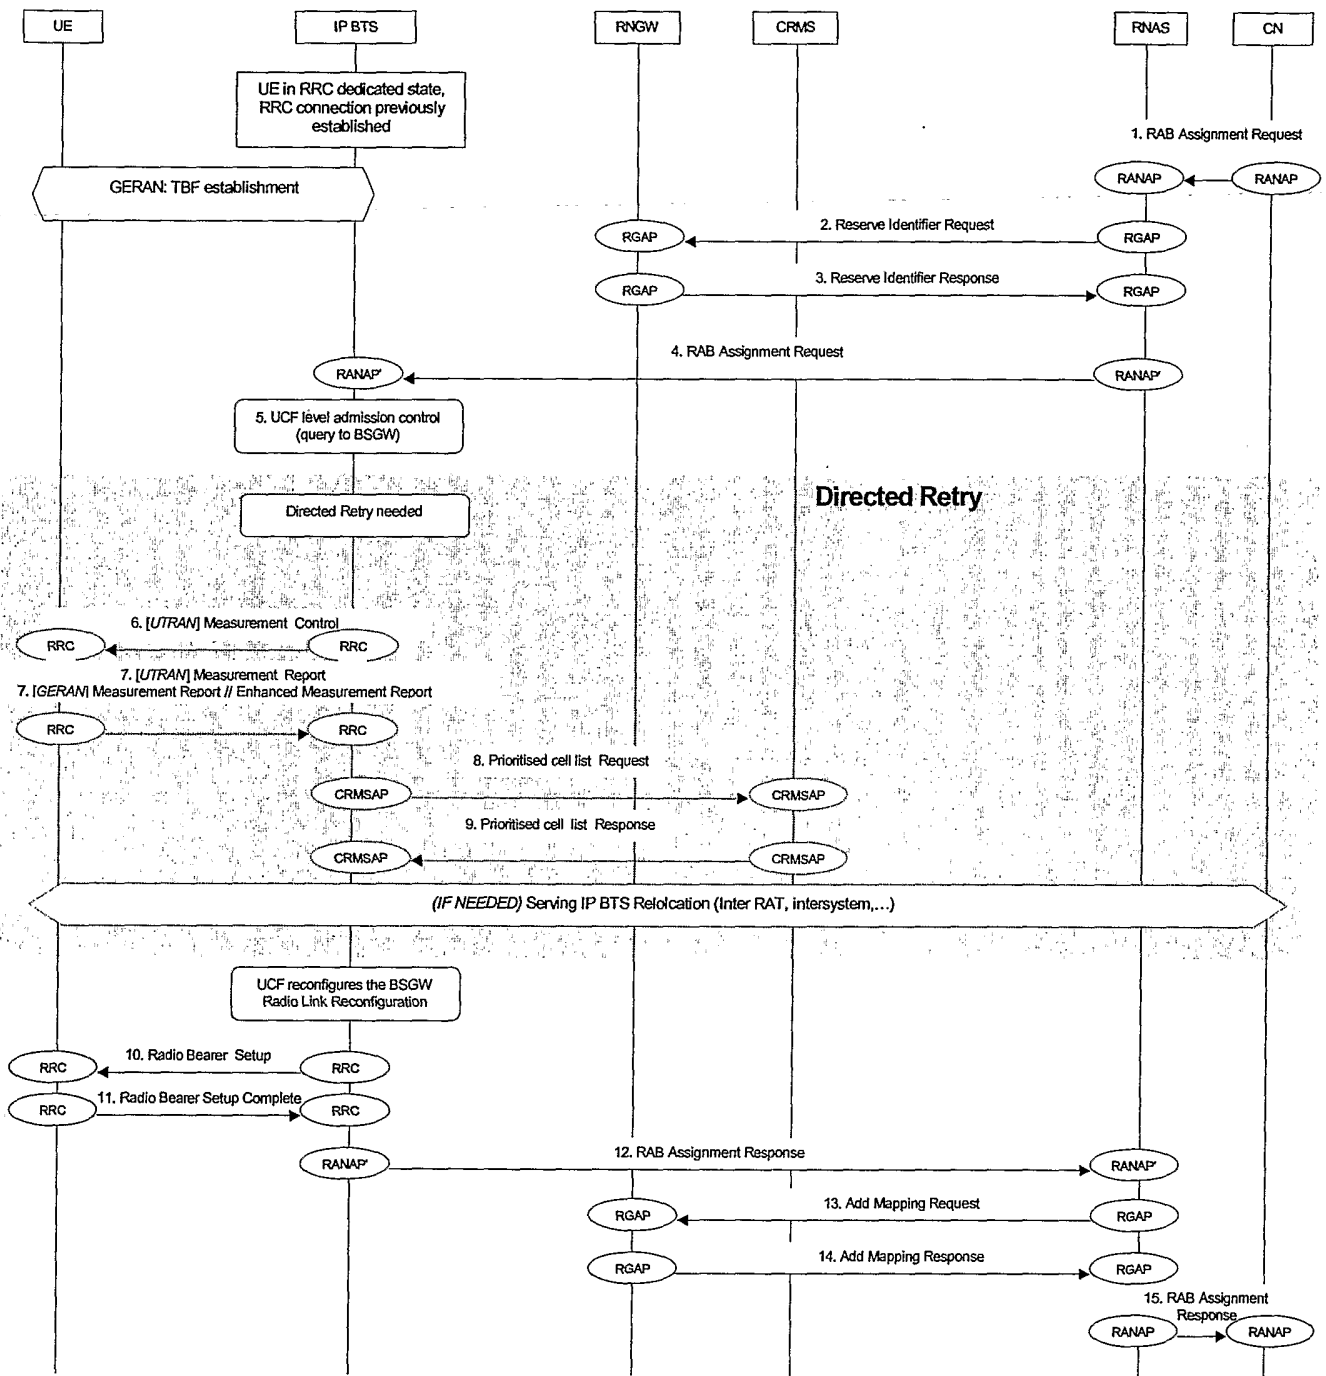 UE
IP BTS
RNGW
CRMS
RNAS
CN
UE in RRC dedicated state,
RRC connection previously
established
1. RAB Assignment Request
GERAN: TBF establishment
RANAP
RANAP
2. Reserve Identifier Request
RGAP
RGAP
3. Reserve Identifier Response
RGAP
RGAP
4. RAB Assignment Request
RANAP'
RANAP'
5. UCF level admission control
(query to BSGW)
Directed Retry
Directed Retry needed
6. [UTRAN] Measurement Control
RRC
RRC
7. [UTRAN] Measurement Report
7. [GERAN] Measurement Report // Enhanced Measurement Report
RRC
RRC
8. Prioritised cell list Request
CRMSAP
CRMSAP
9. Prioritised cell list Response
CRMSAP
CRMSAP
(IF NEEDED) Serving IP BTS Relolcation (Inter RAT, intersystem,...)
UCF reconfigures the BSGW
Radio Link Reconfiguration
10. Radio Bearer Setup
RRC
RRC
11. Radio Bearer Setup Complete
RRC
RRC
12. RAB Assignment Response
RANAP'
RANAP'
13. Add Mapping Request
RGAP
RGAP
14. Add Mapping Response
RGAP
RGAP
15. RAB Assignment
Response
RANAP
RANAP